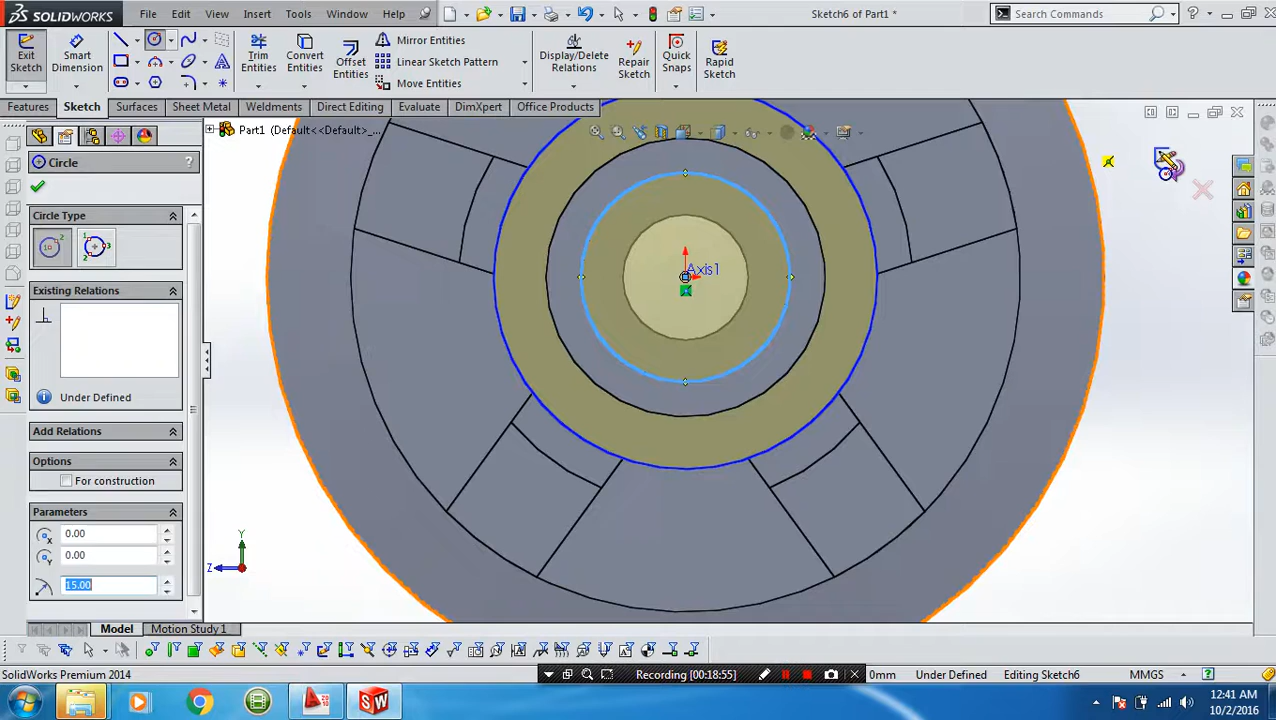 SOLIDWORKS File Edit View Insert Tools Window Help Sketch6 of Part1 * Search Commands
Exit Sketch
Smart Dimension
Trim Entities
Convert Entities
Offset Entities
Mirror Entities
Linear Sketch Pattern
Move Entities
Display/Delete Relations
Repair Sketch
Quick Snaps
Rapid Sketch
Features Sketch Surfaces Sheet Metal Weldments Direct Editing Evaluate DimXpert Office Products
Part1 (Default<<Default>_...
Circle ?
Circle Type
Existing Relations
Under Defined
Add Relations
Options
For construction
Parameters
0.00
0.00
15.00
Axis1
Y
Z
Model Motion Study 1
SolidWorks Premium 2014
Recording [00:18:55]
0mm Under Defined Editing Sketch6 MMGS
12:41 AM
10/2/2016